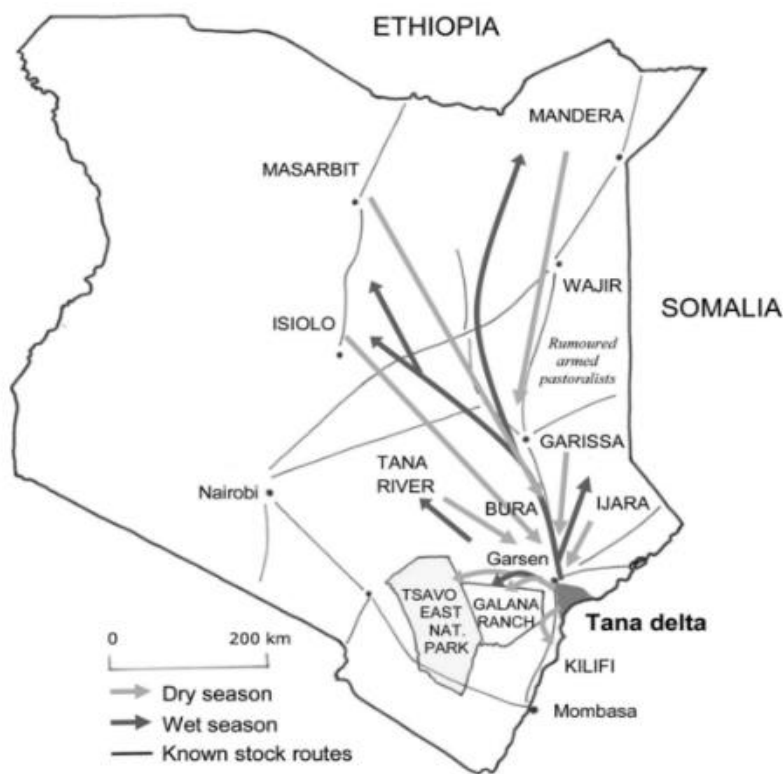 ETHIOPIA
MANDERA
MASARBIT
WAJIR
SOMALIA
ISIOLO
Rumoured
armed
pastoralists
GARISSA
TANA
RIVER
Nairobi
BURA
IJARA
Garsen
TSAVO
EAST
NAT.
PARK
GALANA
RANCH
Tana delta
0 200 km
KILIFI
Dry season
Wet season
Mombasa
Known stock routes